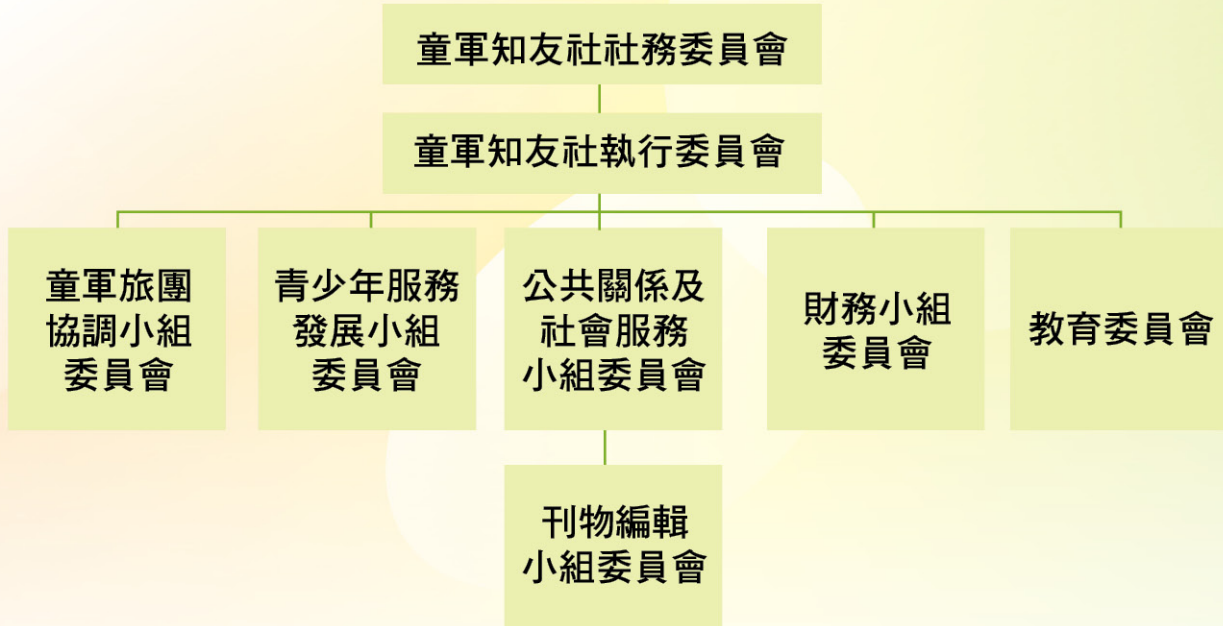 童軍知友社社務委員會
童軍知友社執行委員會
童軍旅團
協調小組
委員會
青少年服務
發展小組
委員會
公共關係及
社會服務
小組委員會
財務小組
委員會
教育委員會
刊物編輯
小組委員會